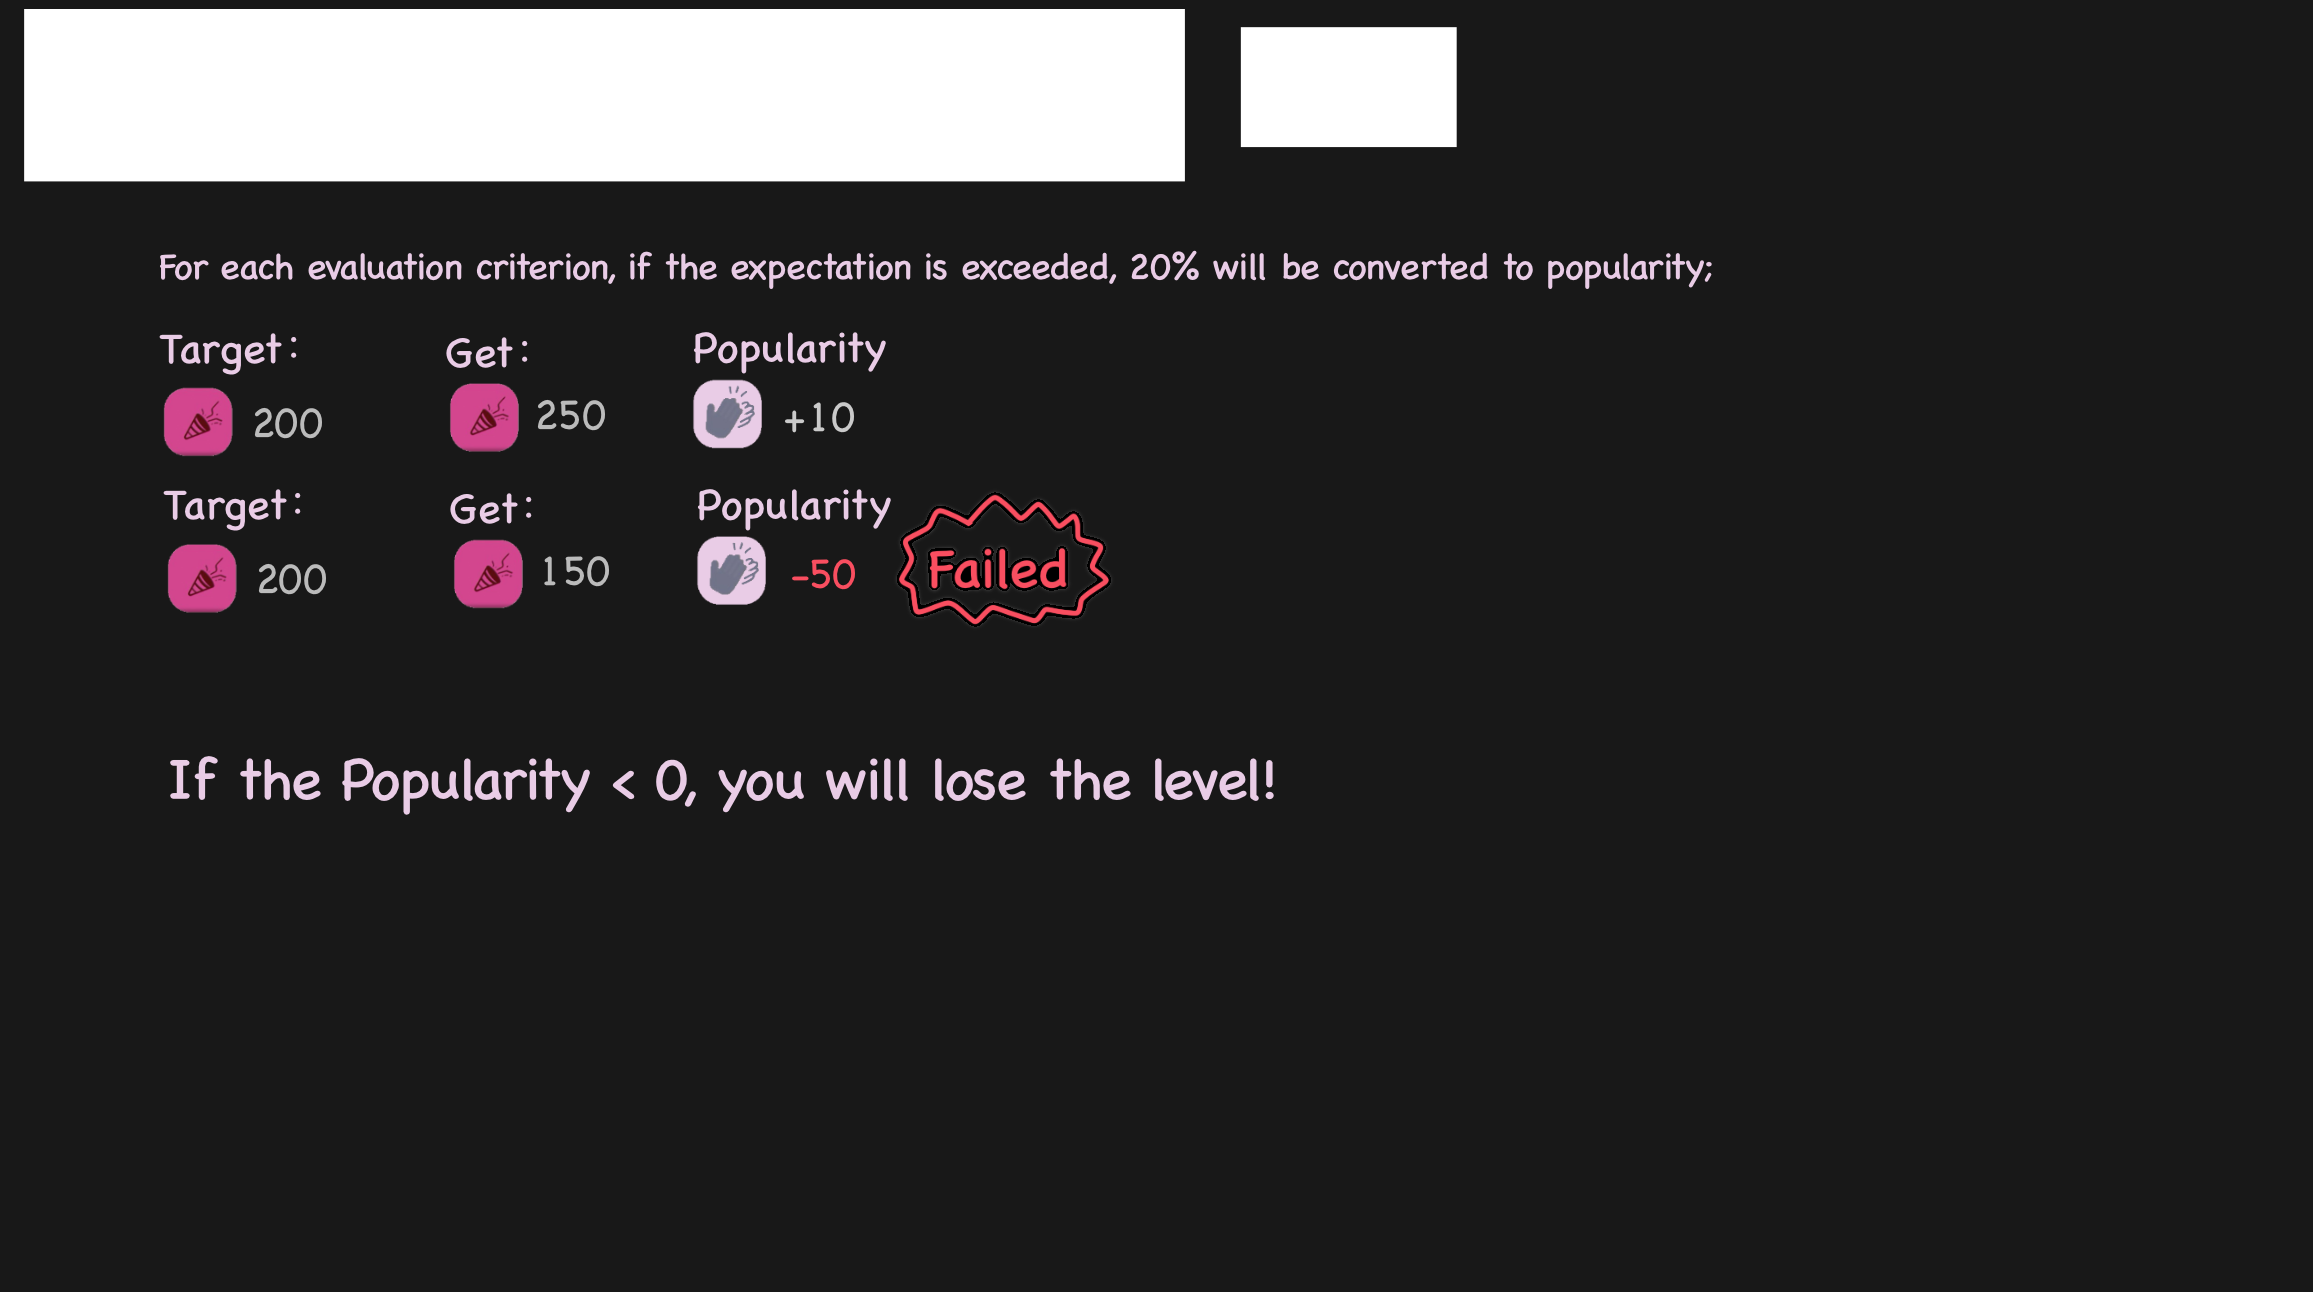 For each evaluation criterion, if the expectation is exceeded, 20% will be converted to popularity;
Target: Get: Popularity
200 250 +10
Target: Get: Popularity
200 150 -50 Failed
If the Popularity < 0, you will lose the level!